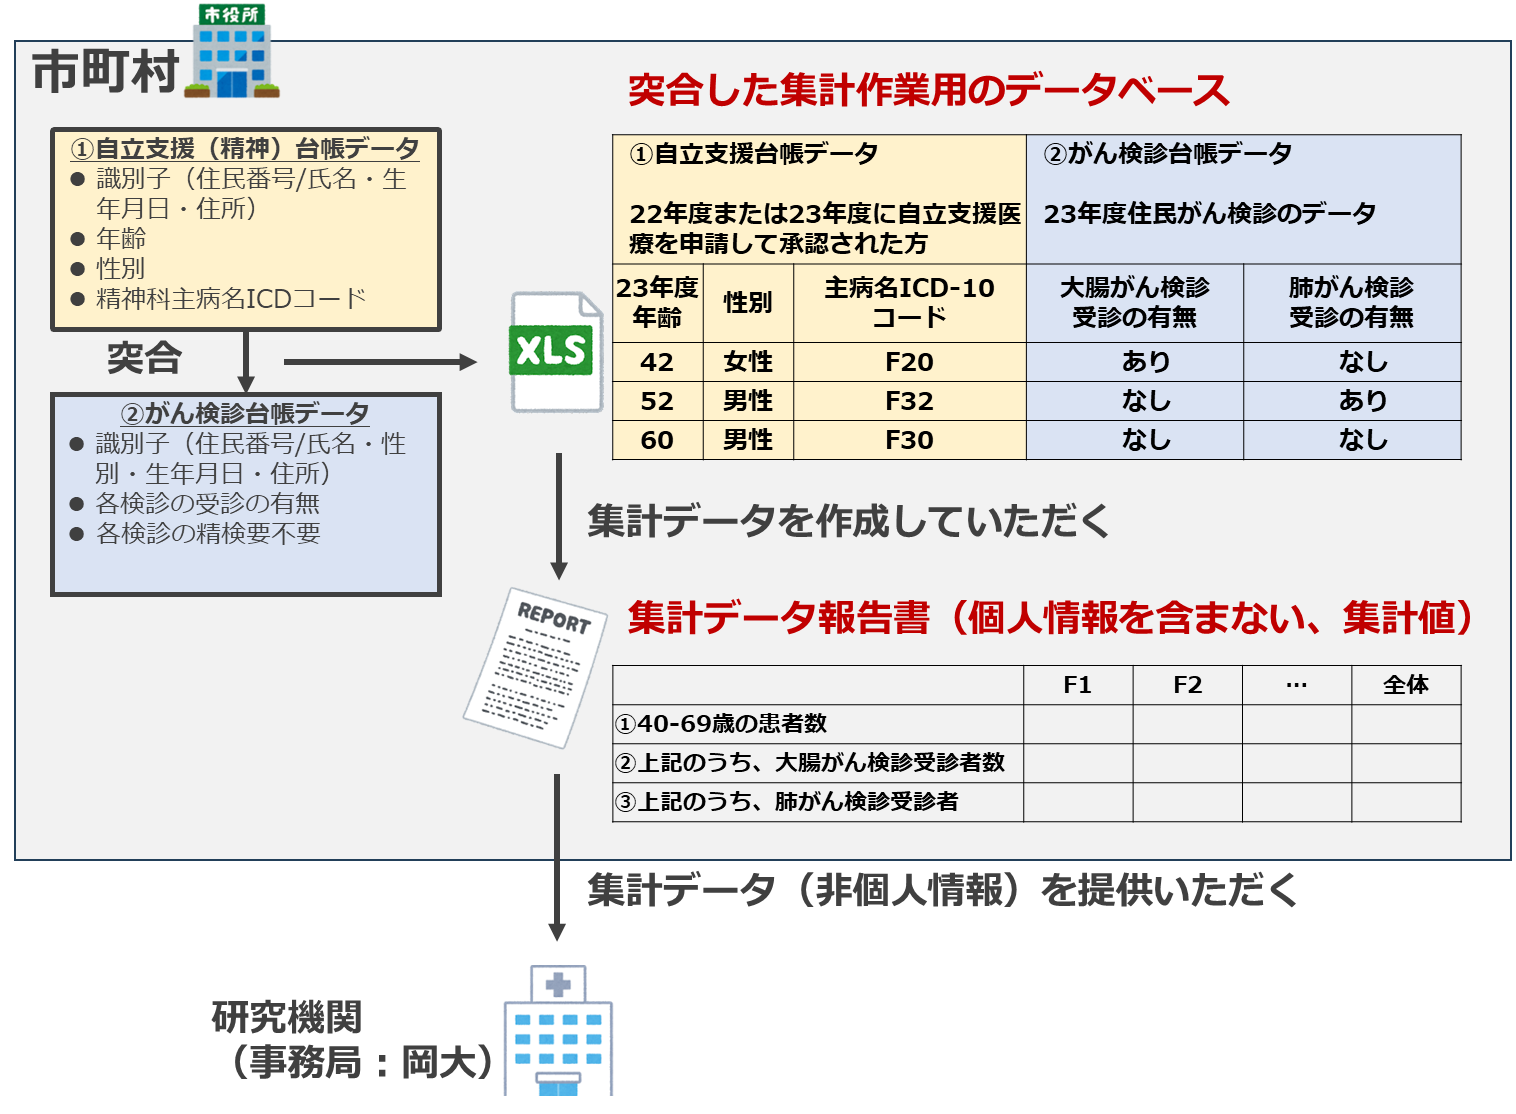 市役所
市町村
①自立支援（精神）台帳データ
● 識別子（住民番号/氏名・生
年月日・住所）
● 年齢
● 性別
● 精神科主病名ICDコード
突合
②がん検診台帳データ
● 識別子（住民番号/氏名・性
別・生年月日・住所）
● 各検診の受診の有無
● 各検診の精検要不要
XLS
突合した集計作業用のデータベース
①自立支援台帳データ
22年度または23年度に自立支援医
療を申請して承認された方
②がん検診台帳データ
23年度住民がん検診のデータ
23年度
年齢
性別
主病名ICD-10
コード
大腸がん検診
受診の有無
肺がん検診
受診の有無
42 女性 F20 あり なし
52 男性 F32 なし あり
60 男性 F30 なし なし
集計データを作成していただく
REPORT
集計データ報告書（個人情報を含まない、集計値）
F1 F2 … 全体
①40-69歳の患者数
②上記のうち、大腸がん検診受診者数
③上記のうち、肺がん検診受診者
集計データ（非個人情報）を提供いただく
研究機関
（事務局：岡大）